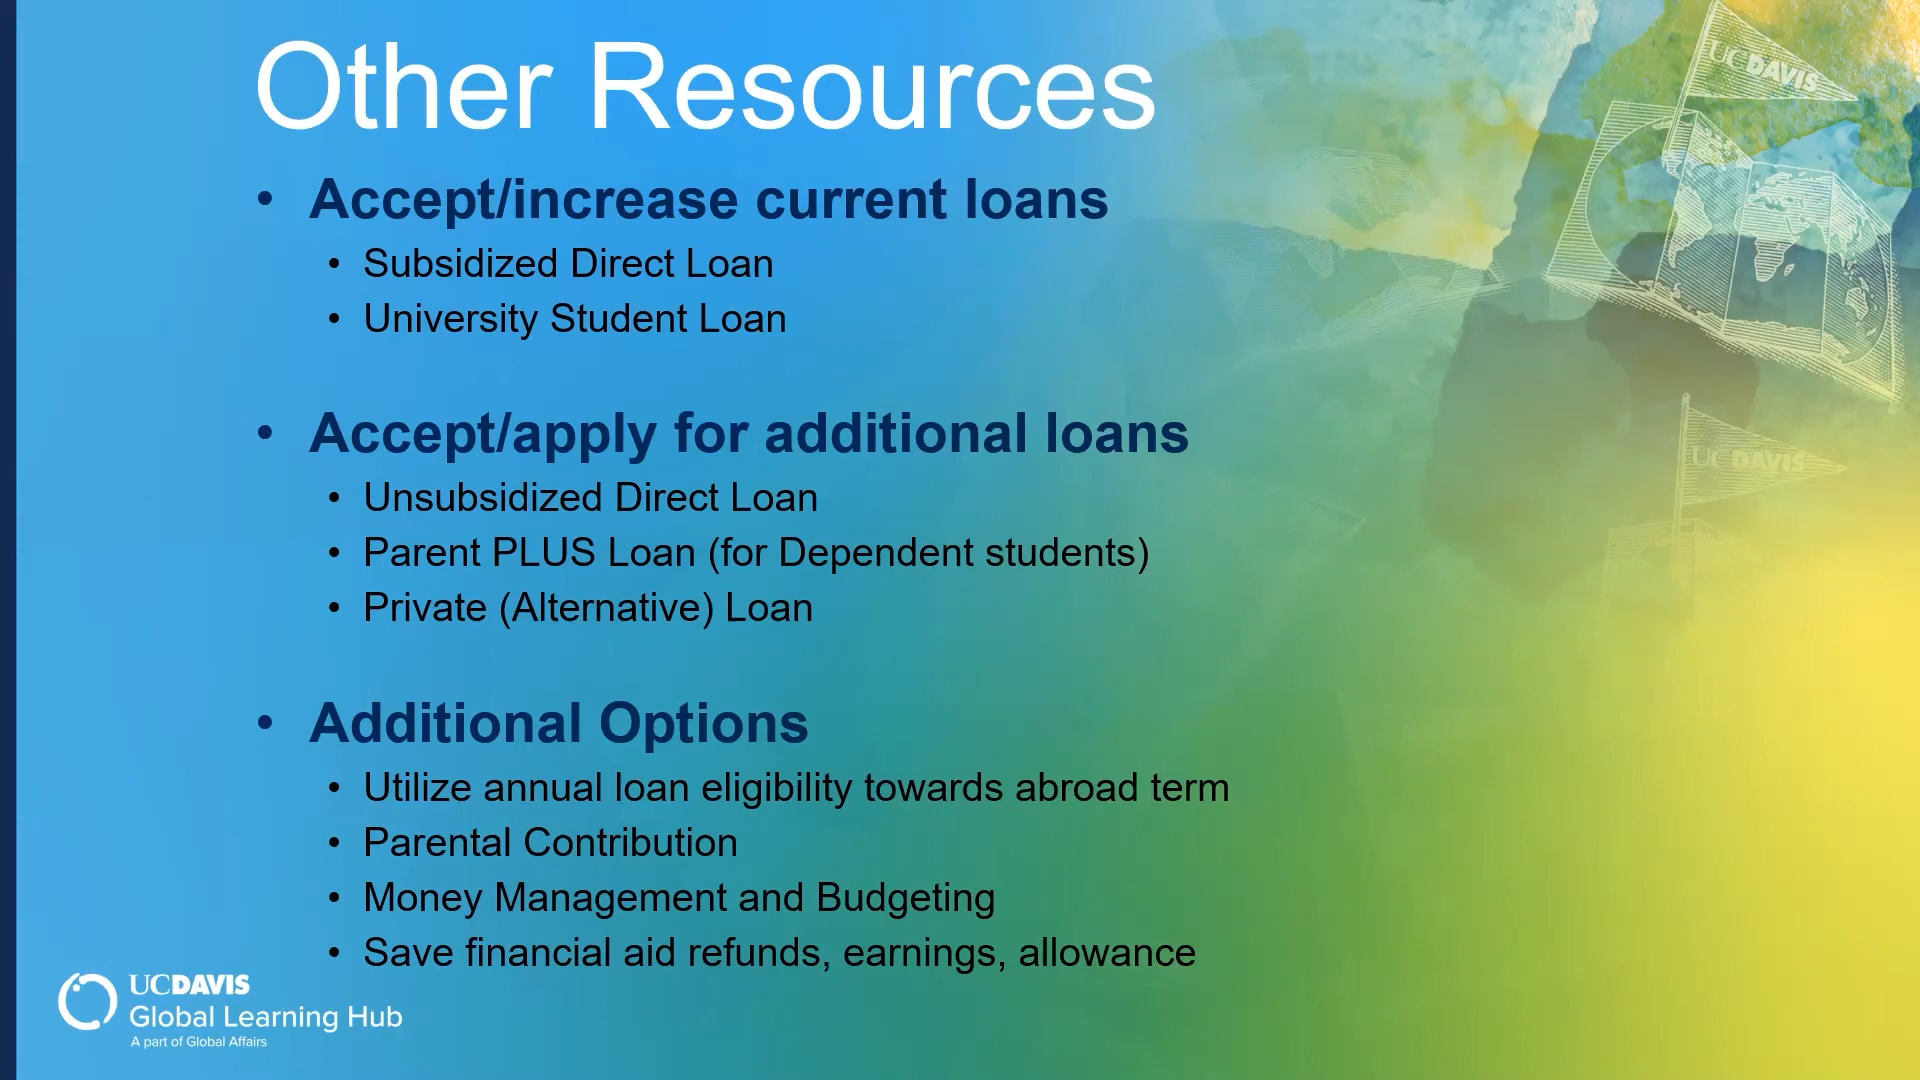 Other Resources
• Accept/increase current loans
• Subsidized Direct Loan
• University Student Loan
• Accept/apply for additional loans
• Unsubsidized Direct Loan
• Parent PLUS Loan (for Dependent students)
• Private (Alternative) Loan
• Additional Options
• Utilize annual loan eligibility towards abroad term
• Parental Contribution
• Money Management and Budgeting
• Save financial aid refunds, earnings, allowance
UCDAVIS
Global Learning Hub
A part of Global Affairs
UC DAVIS
UC DAVIS